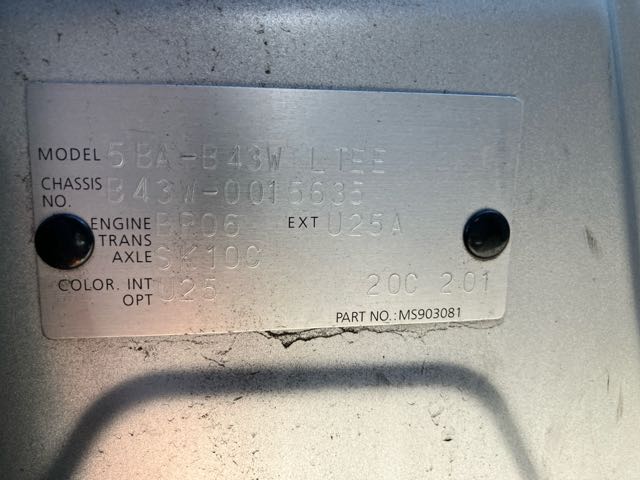 MODEL 5BA-B43W LTEE
CHASSIS NO. B43W-0015635
ENGINE BR06 EXT U25A
TRANS AXLE SK10C
COLOR. INT OPT U25 20C 201
PART NO.:MS903081